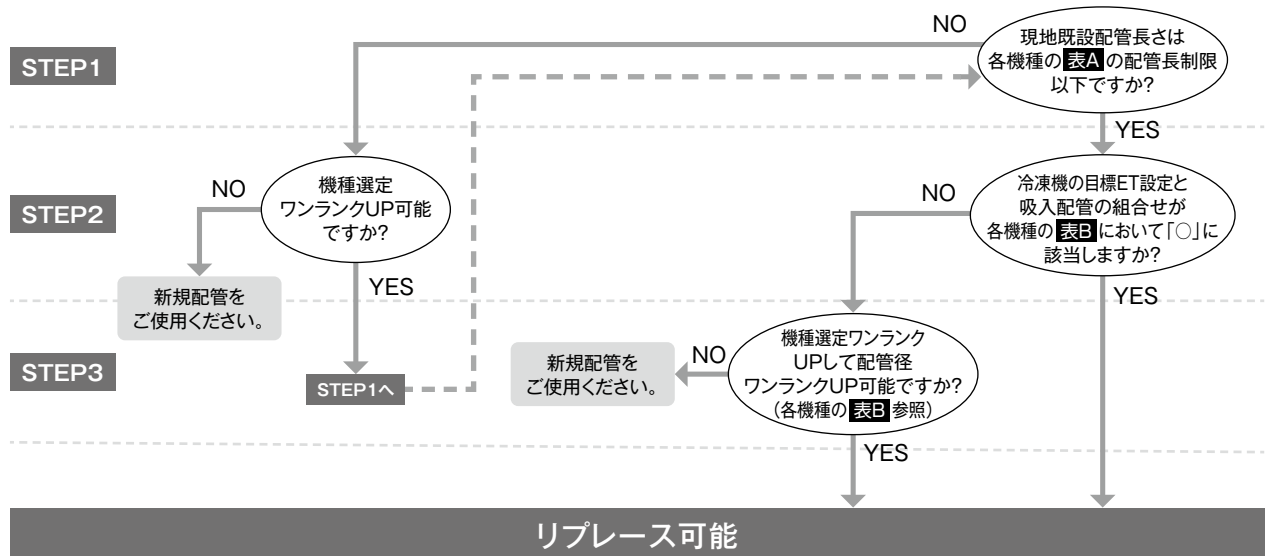 STEP1
NO
現地既設配管長さは
各機種の 表A の配管長制限
以下ですか?
YES
STEP2
NO
機種選定
ワンランクUP可能
ですか?
YES
新規配管を
ご使用ください。
NO
冷凍機の目標ET設定と
吸入配管の組合せが
各機種の 表B において「○」に
該当しますか?
YES
STEP3
STEP1へ
新規配管を
ご使用ください。
NO
機種選定ワンランク
UPして配管径
ワンランクUP可能ですか?
(各機種の 表B 参照)
YES
リプレース可能